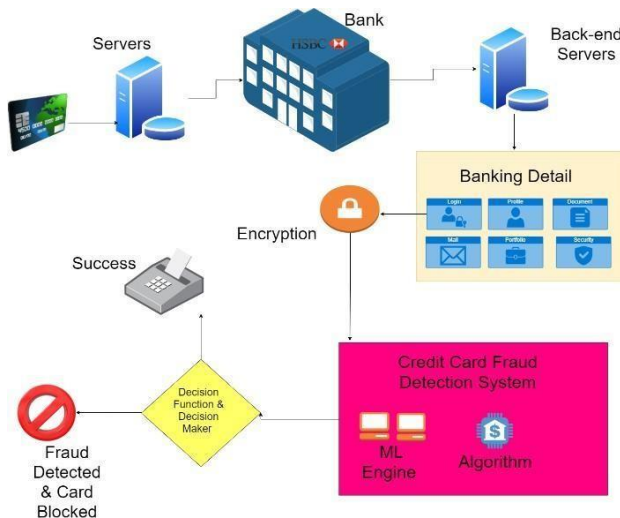 Servers
Bank
HSBC
Back-end
Servers
Banking Detail
Login
Profile
Document
Mail
Portfolio
Security
Encryption
Success
Credit Card Fraud
Detection System
ML
Engine
Algorithm
Decision
Function &
Decision
Maker
Fraud
Detected
& Card
Blocked